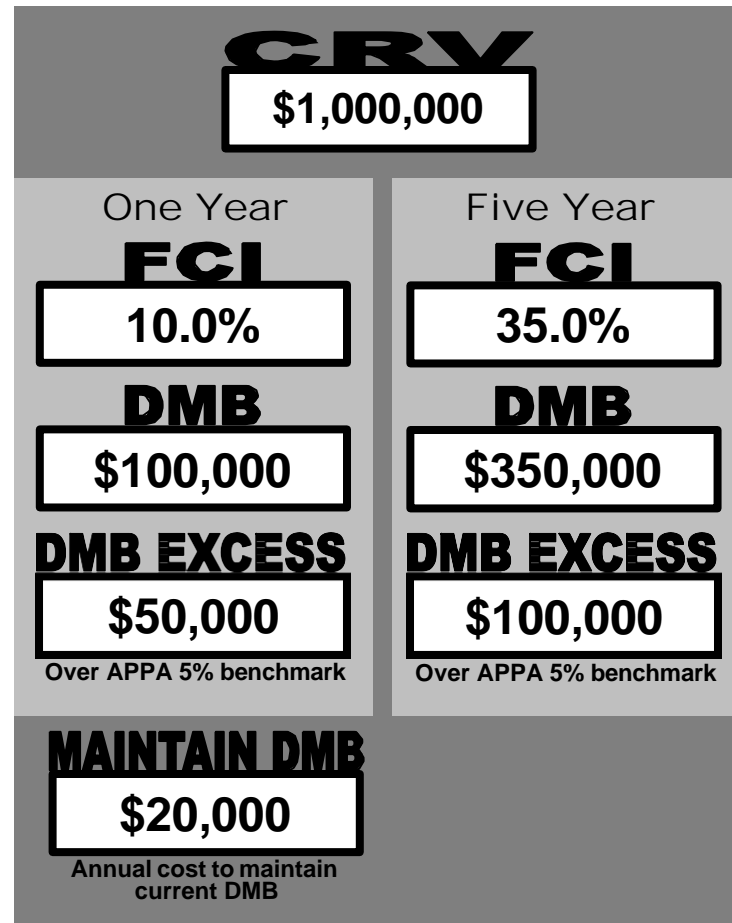 CRV
$1,000,000
One Year
FCI
10.0%
DMB
$100,000
DMB EXCESS
$50,000
Over APPA 5% benchmark
Five Year
FCI
35.0%
DMB
$350,000
DMB EXCESS
$100,000
Over APPA 5% benchmark
MAINTAIN DMB
$20,000
Annual cost to maintain
current DMB